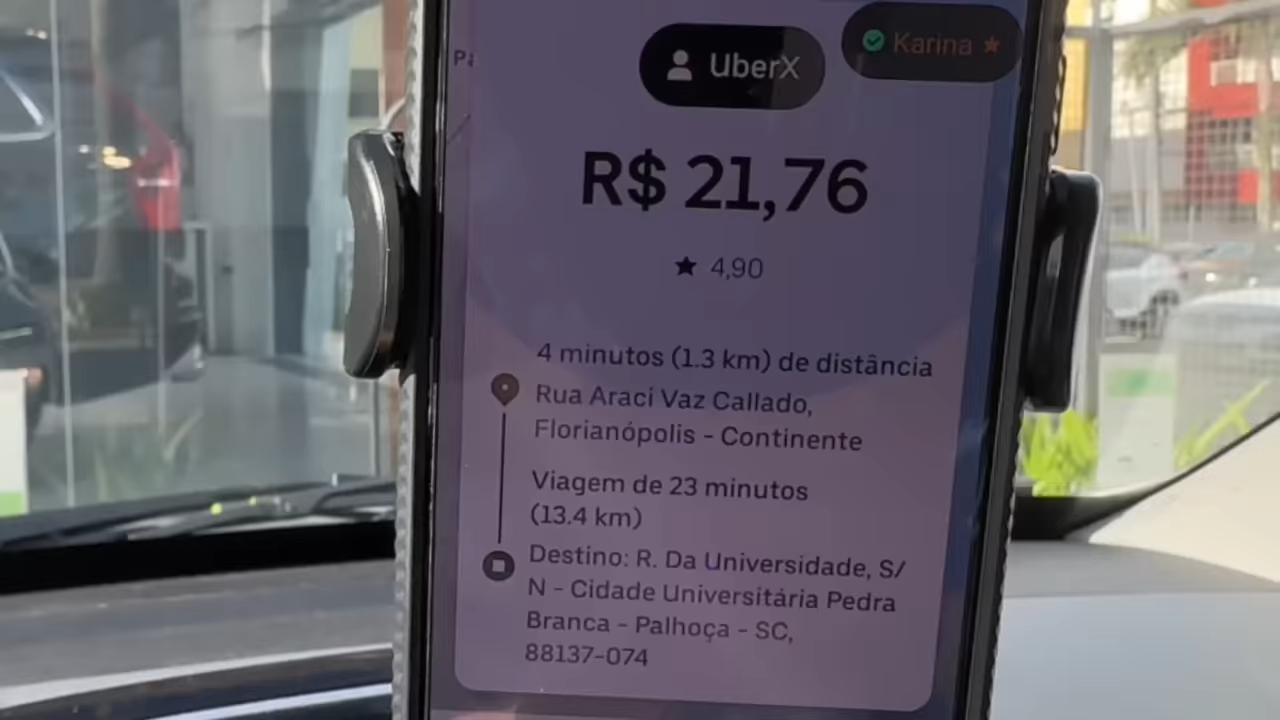 UberX
Karina
R$ 21,76
4,90
4 minutos (1.3 km) de distância
Rua Araci Vaz Callado,
Florianópolis - Continente
Viagem de 23 minutos
(13.4 km)
Destino: R. Da Universidade, S/
N - Cidade Universitária Pedra
Branca - Palhoça - SC,
88137-074